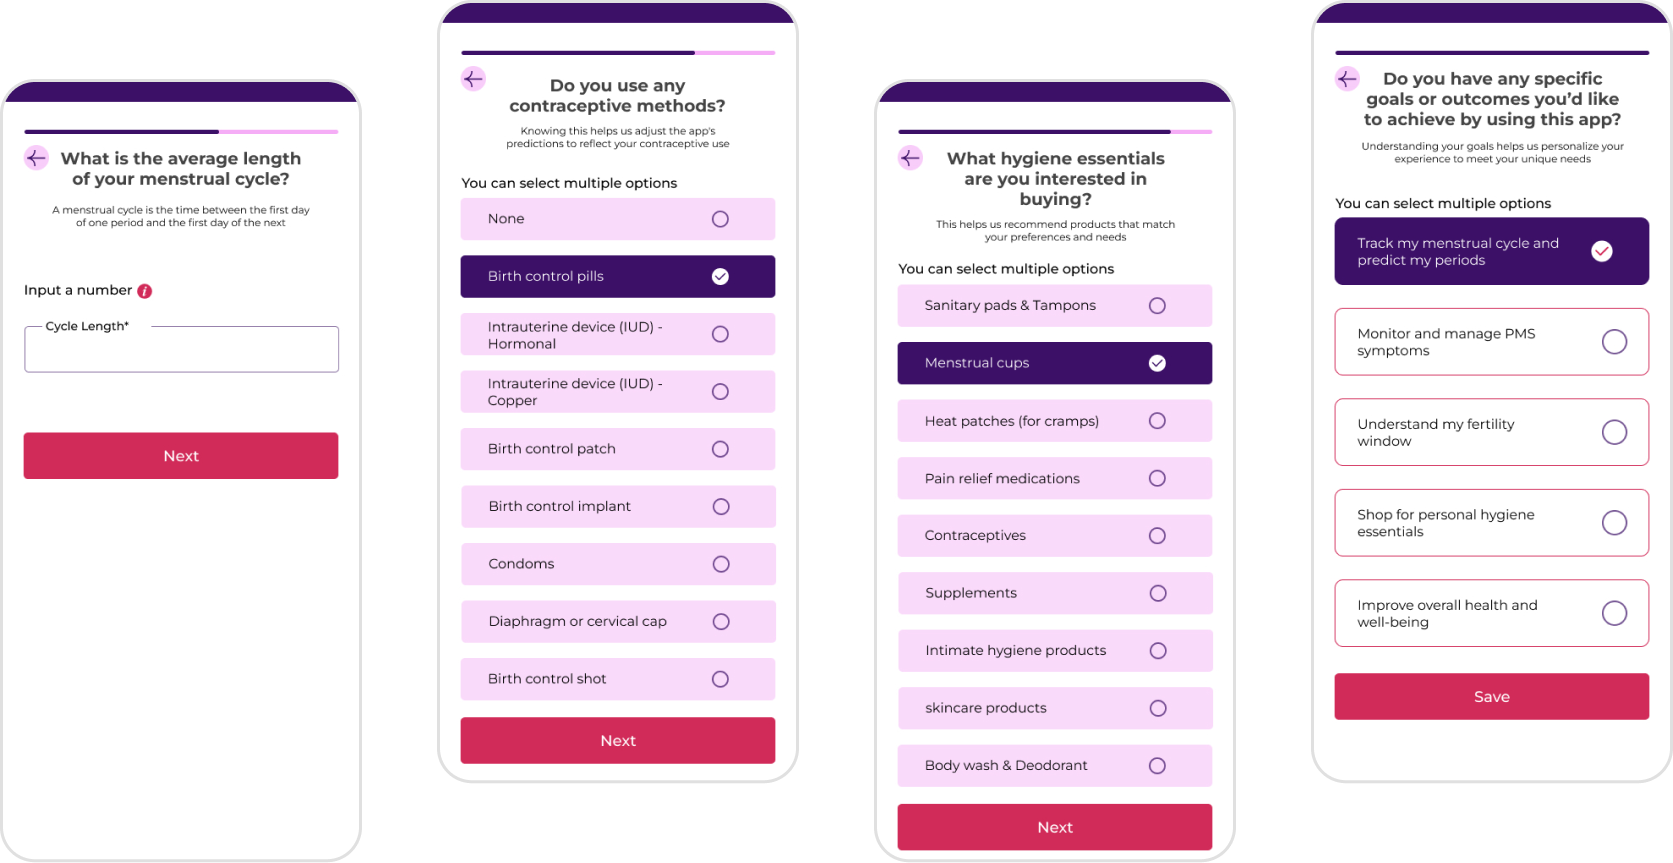 What is the average length
of your menstrual cycle?
A menstrual cycle is the time between the first day
of one period and the first day of the next
Input a number i
Cycle Length*
Next
Do you use any
contraceptive methods?
Knowing this helps us adjust the app's
predictions to reflect your contraceptive use
You can select multiple options
None
Birth control pills
Intrauterine device (IUD) -
Hormonal
Intrauterine device (IUD) -
Copper
Birth control patch
Birth control implant
Condoms
Diaphragm or cervical cap
Birth control shot
Next
What hygiene essentials
are you interested in
buying?
This helps us recommend products that match
your preferences and needs
You can select multiple options
Sanitary pads & Tampons
Menstrual cups
Heat patches (for cramps)
Pain relief medications
Contraceptives
Supplements
Intimate hygiene products
skincare products
Body wash & Deodorant
Next
Do you have any specific
goals or outcomes you’d like
to achieve by using this app?
Understanding your goals helps us personalize your
experience to meet your unique needs
You can select multiple options
Track my menstrual cycle and
predict my periods
Monitor and manage PMS
symptoms
Understand my fertility
window
Shop for personal hygiene
essentials
Improve overall health and
well-being
Save